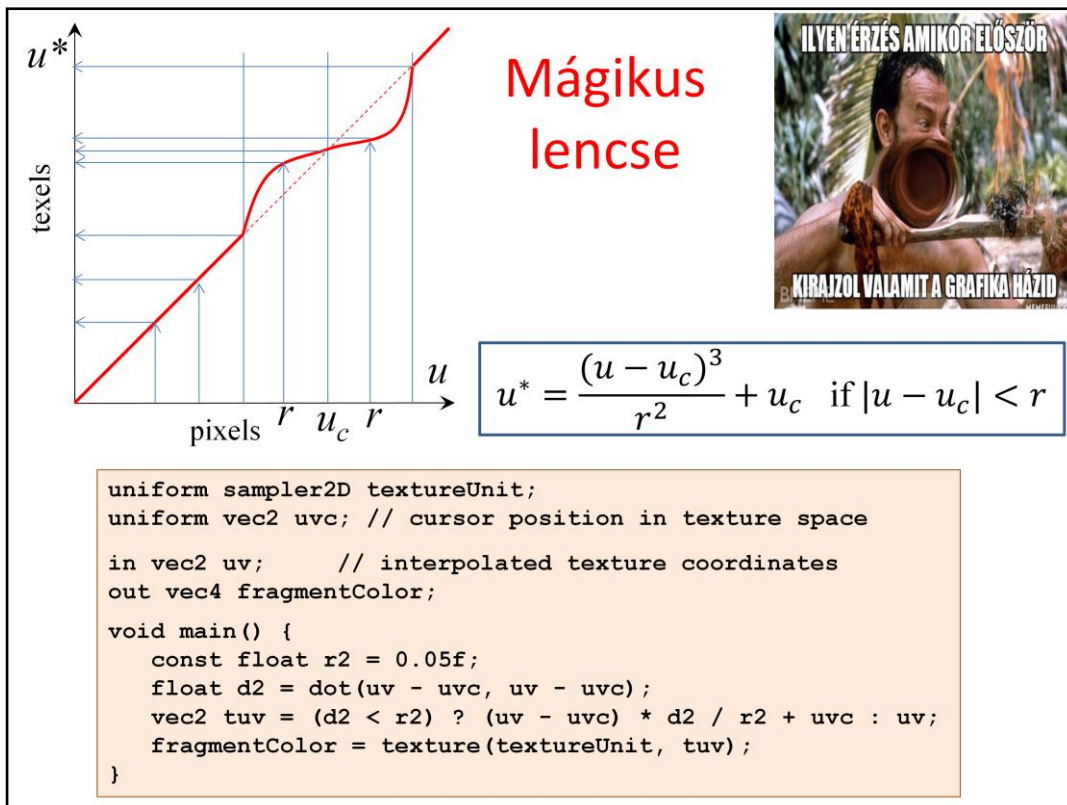 u*
texels
u
pixels r u_c r
Mágikus
lencse
ILYEN ÉRZÉS AMIKOR ELŐSZÖR
KIRAJZOL VALAMIT A GRAFIKA HÁZID
u* = (u − u_c)³ / r² + u_c if |u − u_c| < r
uniform sampler2D textureUnit;
uniform vec2 uvc; // cursor position in texture space
in vec2 uv; // interpolated texture coordinates
out vec4 fragmentColor;
void main() {
const float r2 = 0.05f;
float d2 = dot(uv - uvc, uv - uvc);
vec2 tuv = (d2 < r2) ? (uv - uvc) * d2 / r2 + uvc : uv;
fragmentColor = texture(textureUnit, tuv);
}